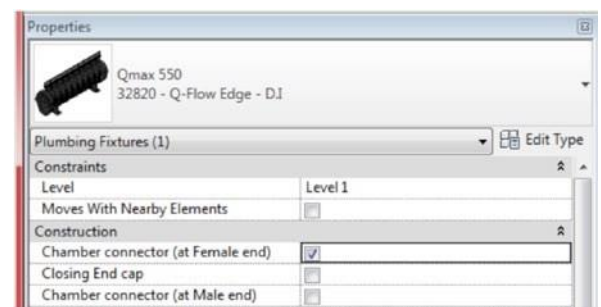 Properties
Qmax 550
32820 - Q-Flow Edge - D.I
Plumbing Fixtures (1) Edit Type
Constraints
Level Level 1
Moves With Nearby Elements
Construction
Chamber connector (at Female end)
Closing End cap
Chamber connector (at Male end)